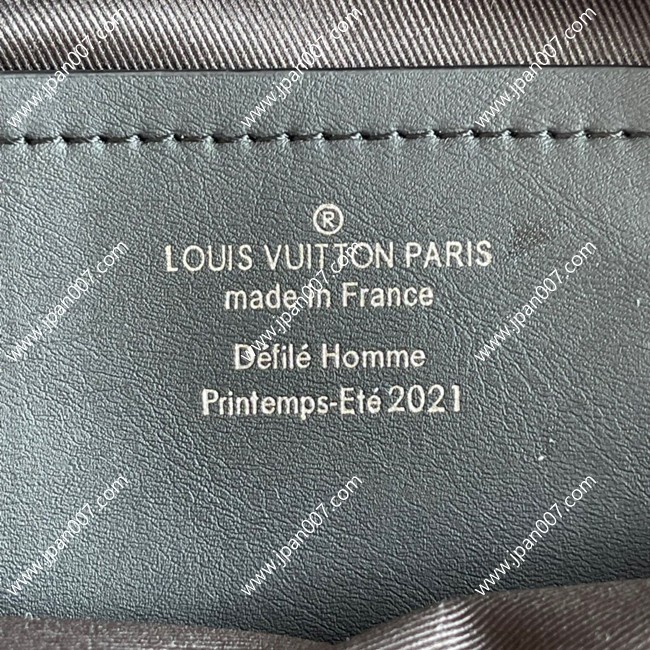 ®
LOUIS VUITTON PARIS
made in France
Défilé Homme
Printemps-Eté 2021
www.jpan007.com